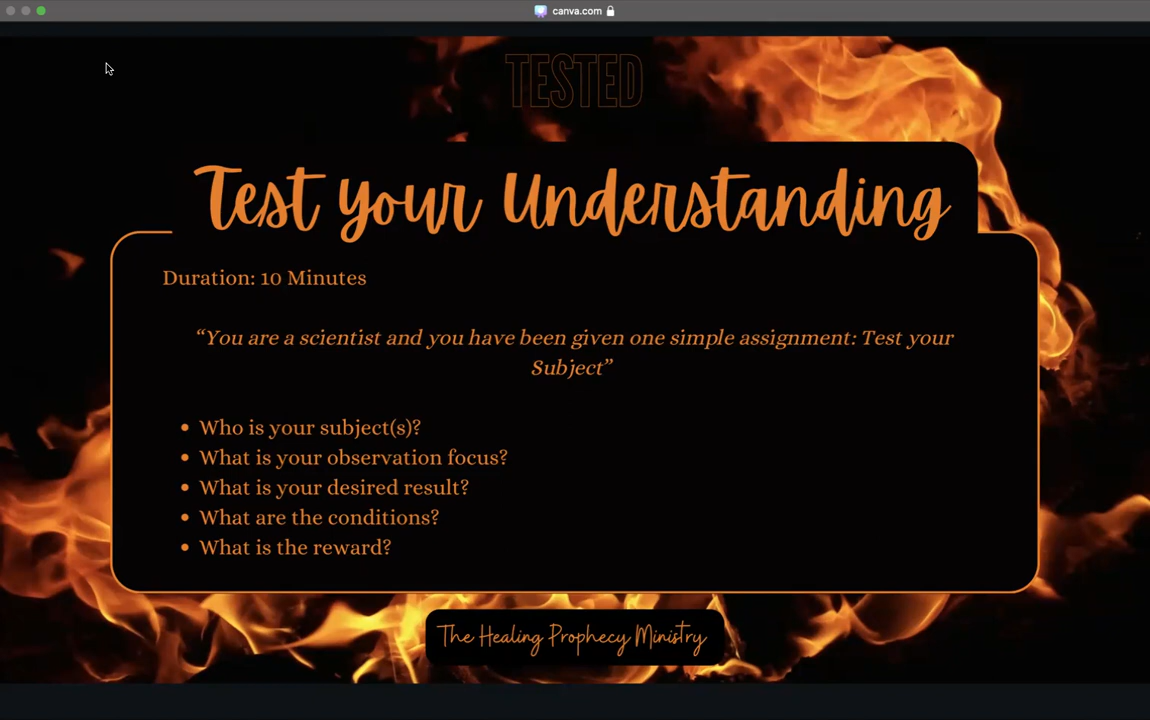 canva.com
TESTED
Test your Understanding
Duration: 10 Minutes
“You are a scientist and you have been given one simple assignment: Test your
Subject”
• Who is your subject(s)?
• What is your observation focus?
• What is your desired result?
• What are the conditions?
• What is the reward?
The Healing Prophecy Ministry